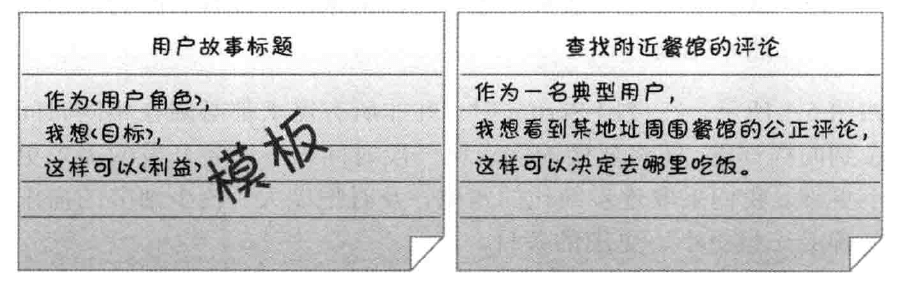 用户故事标题
作为<用户角色>,
我想<目标>,
这样可以<利益>
模板
查找附近餐馆的评论
作为一名典型用户,
我想看到某地址周围餐馆的公正评论,
这样可以决定去哪里吃饭。